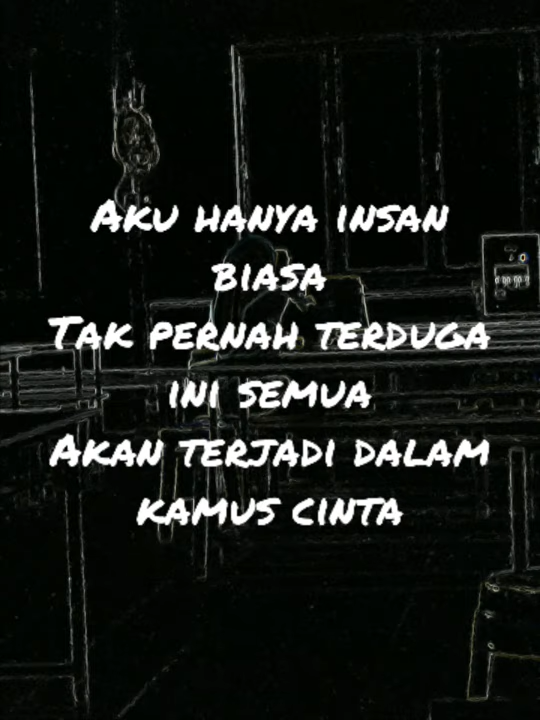 Aku hanya insan
biasa
Tak pernah terduga
ini semua
Akan terjadi dalam
kamus cinta